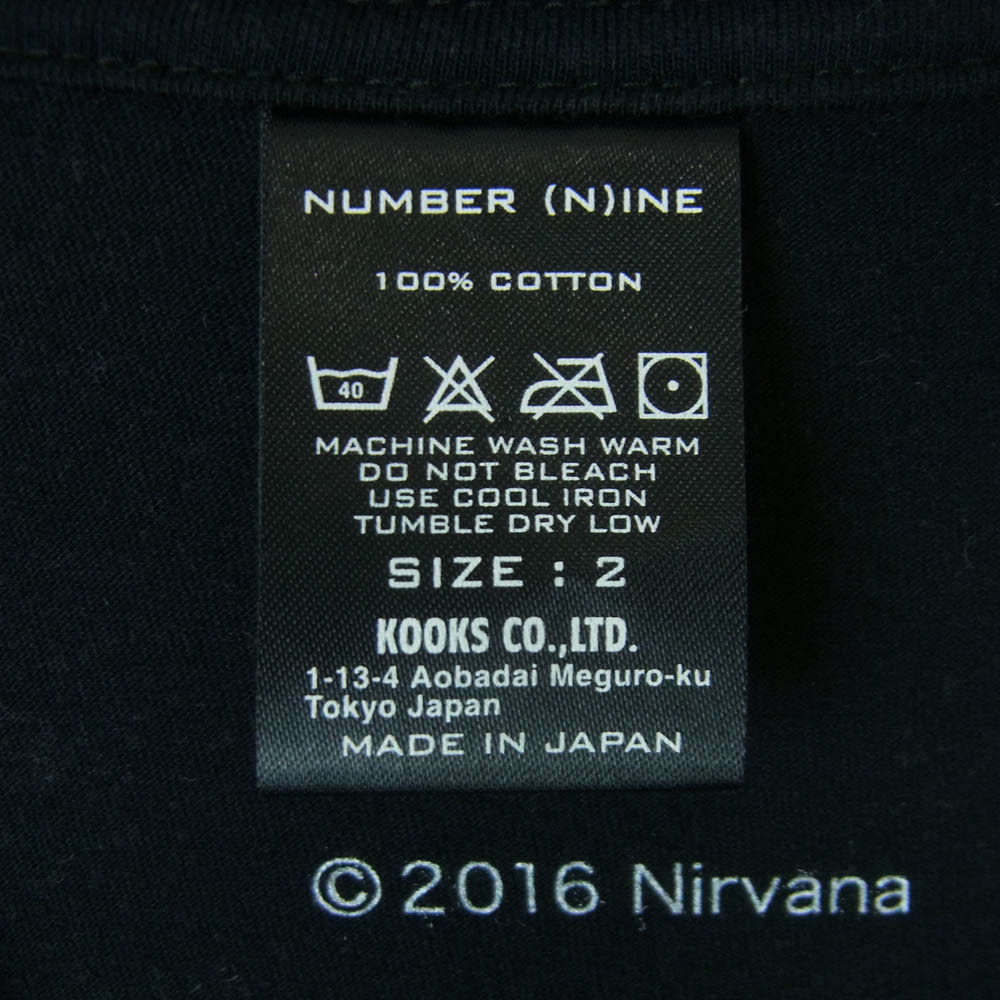 NUMBER (N)INE
100% COTTON
40
MACHINE WASH WARM
DO NOT BLEACH
USE COOL IRON
TUMBLE DRY LOW
SIZE : 2
KOOKS CO.,LTD.
1-13-4 Aobadai Meguro-ku
Tokyo Japan
MADE IN JAPAN
© 2016 Nirvana